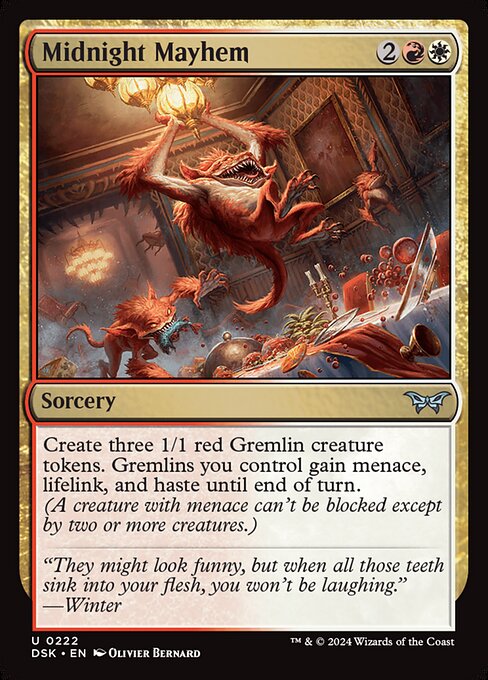 Midnight Mayhem 2
Sorcery
Create three 1/1 red Gremlin creature
tokens. Gremlins you control gain menace,
lifelink, and haste until end of turn.
(A creature with menace can't be blocked except
by two or more creatures.)
“They might look funny, but when all those teeth
sink into your flesh, you won't be laughing.”
—Winter
U 0222
DSK • EN Olivier Bernard
™ & © 2024 Wizards of the Coast